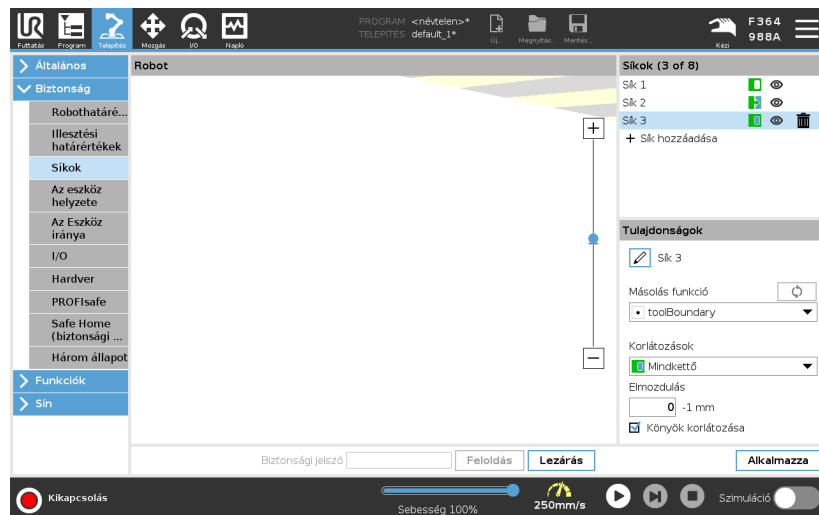 PROGRAM <névtelen>*
TELEPÍTÉS default_1*
Futtatás
Program
Telepítés
Mozgás
I/O
Napló
Új...
Megnyitás...
Mentés...
Kézi
F364
988A
Általános
Biztonság
Robothatáré...
Illesztési
határértékek
Síkok
Az eszköz
helyzete
Az Eszköz
iránya
I/O
Hardver
PROFIsafe
Safe Home
(biztonsági ...
Három állapot
Funkciók
Sín
Robot
Síkok (3 of 8)
Sík 1
Sík 2
Sík 3
+ Sík hozzáadása
Tulajdonságok
Sík 3
Másolás funkció
toolBoundary
Korlátozások
Mindkettő
Elmozdulás
0 -1 mm
Könyök korlátozása
Biztonsági jelszó
Feloldás
Lezárás
Alkalmazza
Kikapcsolás
Sebesség 100%
250mm/s
Szimuláció